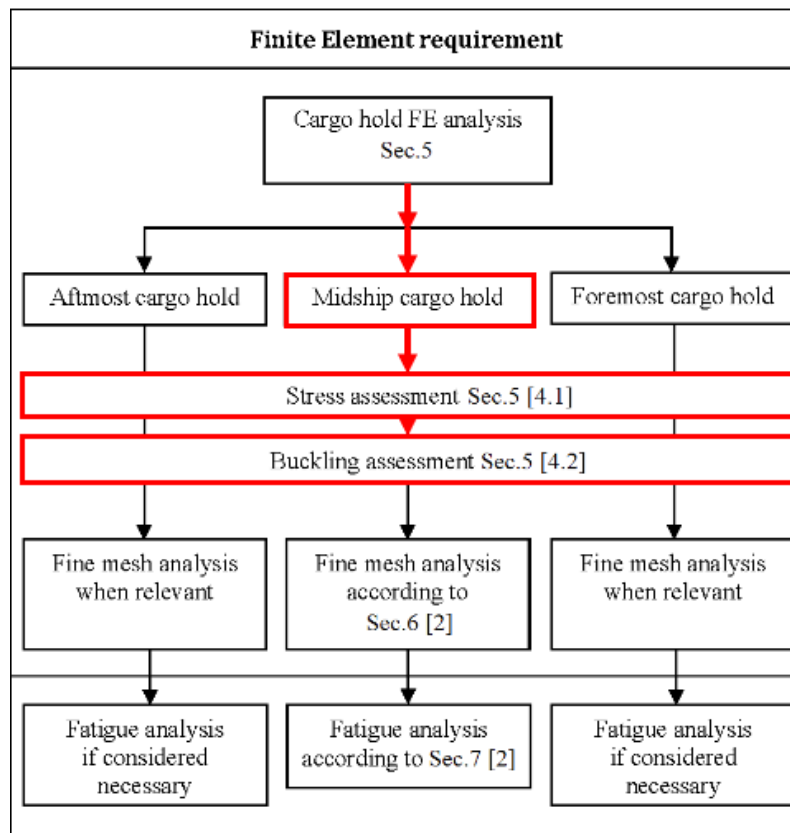 Finite Element requirement
Cargo hold FE analysis
Sec.5
Aftmost cargo hold
Midship cargo hold
Foremost cargo hold
Stress assessment Sec.5 [4.1]
Buckling assessment Sec.5 [4.2]
Fine mesh analysis
when relevant
Fine mesh analysis
according to
Sec.6 [2]
Fine mesh analysis
when relevant
Fatigue analysis
if considered
necessary
Fatigue analysis
according to Sec.7 [2]
Fatigue analysis
if considered
necessary